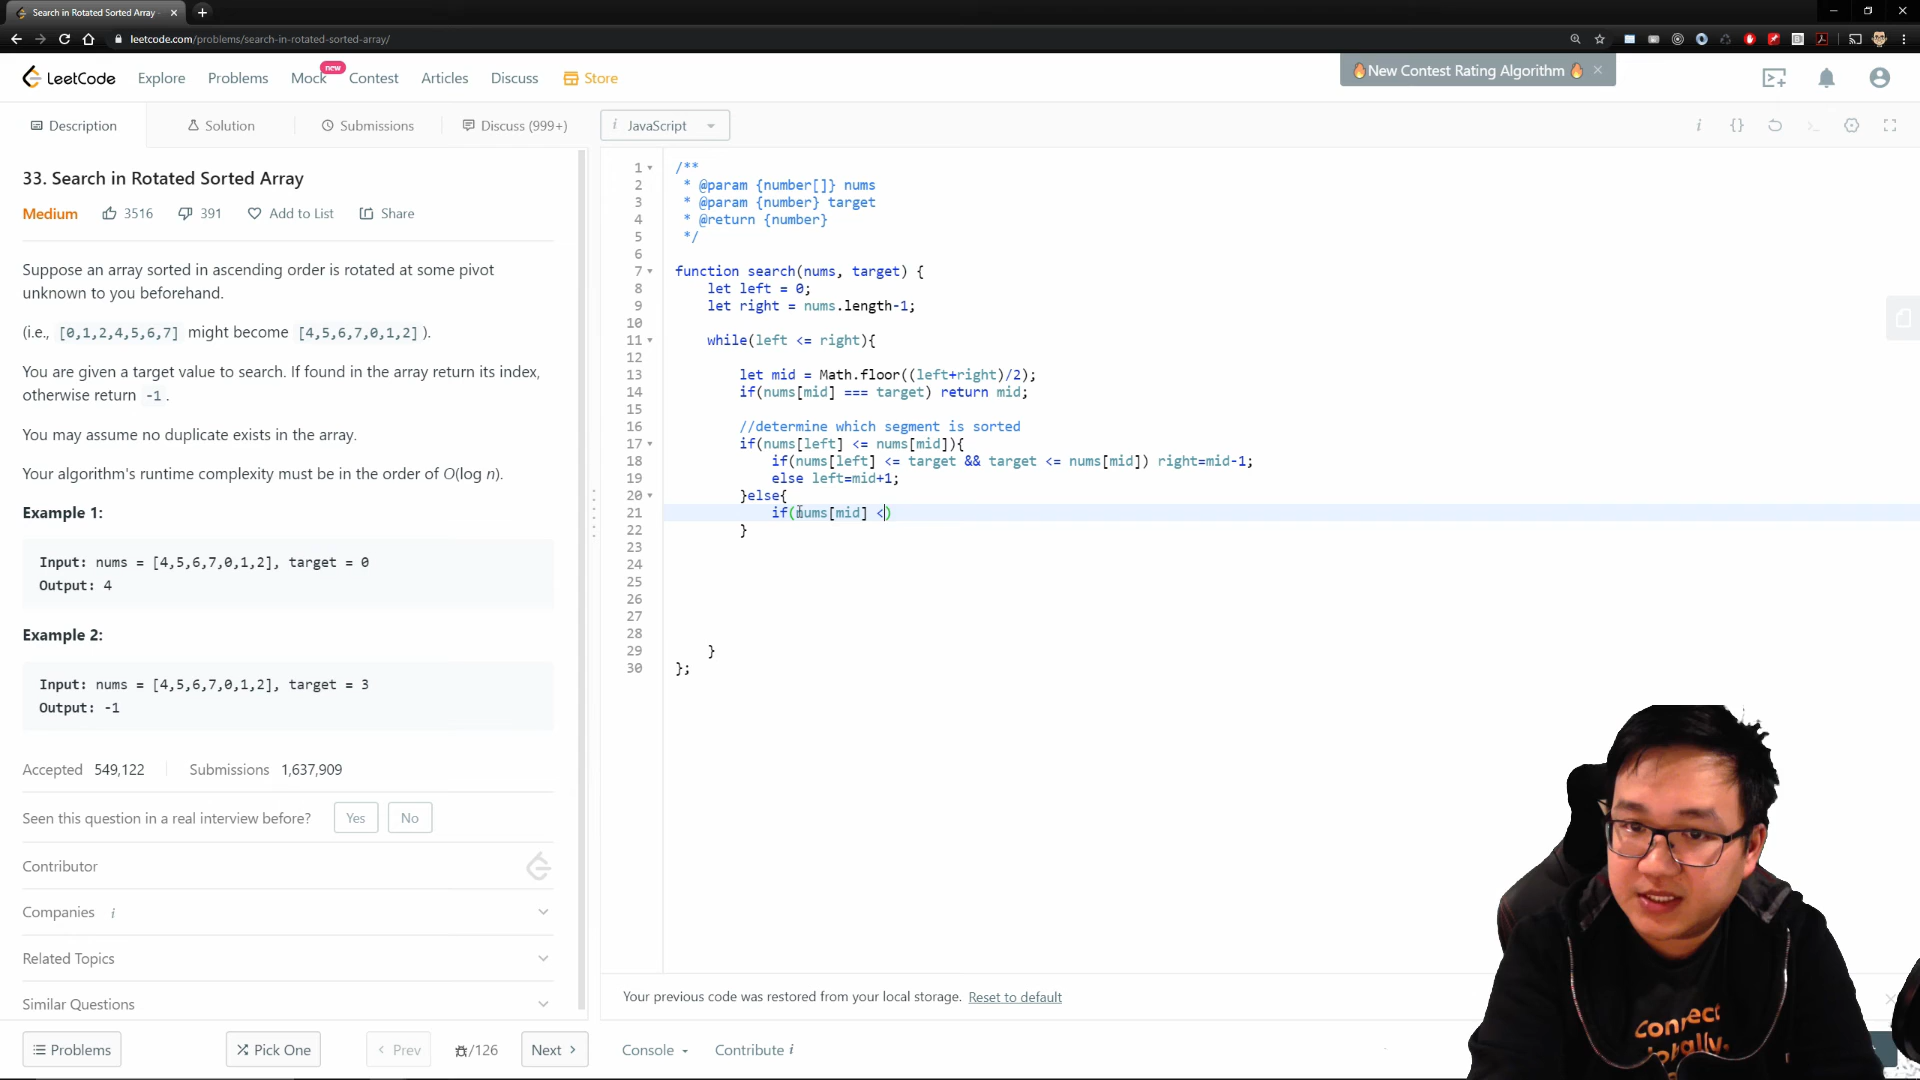 Search in Rotated Sorted Array
leetcode.com/problems/search-in-rotated-sorted-array/
LeetCode Explore Problems Mock new Contest Articles Discuss Store
🔥New Contest Rating Algorithm 🔥
Description Solution Submissions Discuss (999+)
i JavaScript
33. Search in Rotated Sorted Array
Medium 3516 391 Add to List Share
Suppose an array sorted in ascending order is rotated at some pivot
unknown to you beforehand.
(i.e., [0,1,2,4,5,6,7] might become [4,5,6,7,0,1,2] ).
You are given a target value to search. If found in the array return its index,
otherwise return -1 .
You may assume no duplicate exists in the array.
Your algorithm's runtime complexity must be in the order of O(log n).
Example 1:
Input: nums = [4,5,6,7,0,1,2], target = 0
Output: 4
Example 2:
Input: nums = [4,5,6,7,0,1,2], target = 3
Output: -1
Accepted 549,122 Submissions 1,637,909
Seen this question in a real interview before? Yes No
Contributor
Companies i
Related Topics
Similar Questions
Problems Pick One < Prev /126 Next >
1 /**
2 * @param {number[]} nums
3 * @param {number} target
4 * @return {number}
5 */
6
7 function search(nums, target) {
8 let left = 0;
9 let right = nums.length-1;
10
11 while(left <= right){
12
13 let mid = Math.floor((left+right)/2);
14 if(nums[mid] === target) return mid;
15
16 //determine which segment is sorted
17 if(nums[left] <= nums[mid]){
18 if(nums[left] <= target && target <= nums[mid]) right=mid-1;
19 else left=mid+1;
20 }else{
21 if(nums[mid] <)
22 }
23
24
25
26
27
28
29 }
30 };
Your previous code was restored from your local storage. Reset to default
Console Contribute i
connect